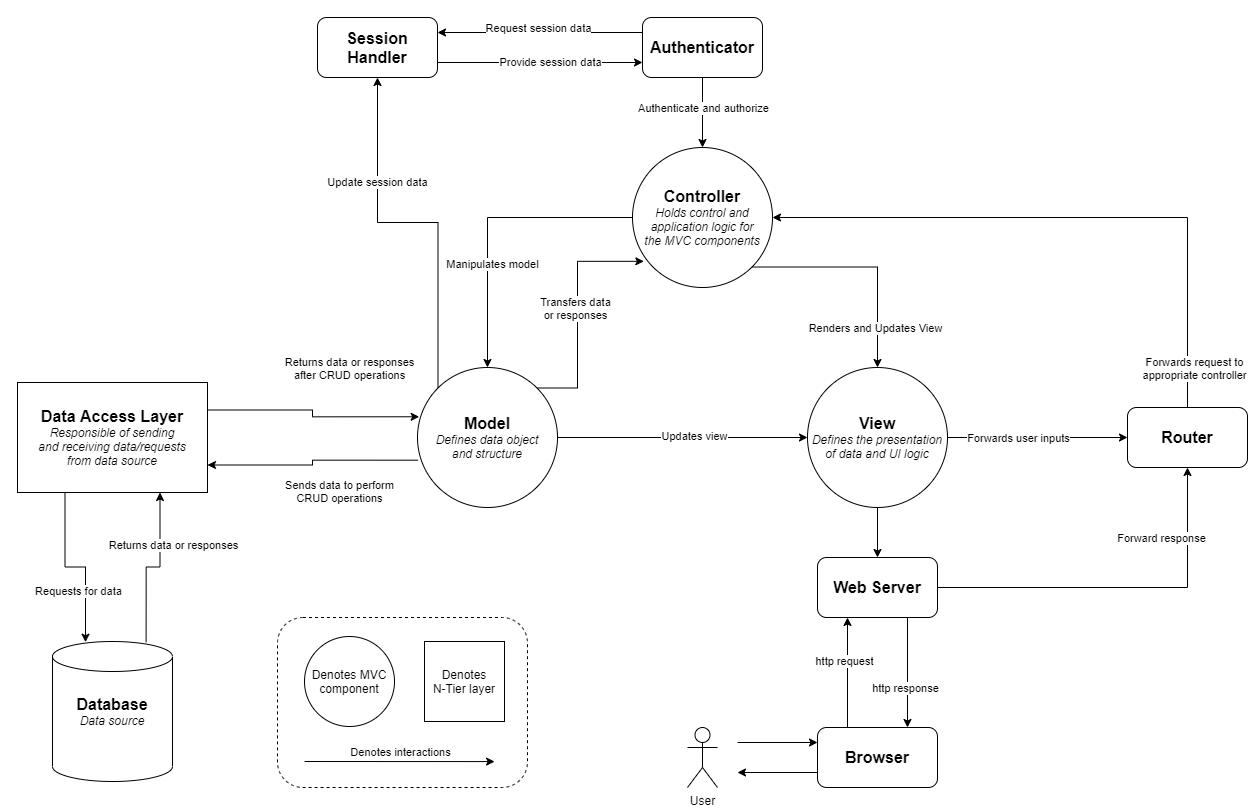 Session
Handler
Request session data
Provide session data
Authenticator
Authenticate and authorize
Update session data
Controller
Holds control and
application logic for
the MVC components
Manipulates model
Transfers data
or responses
Renders and Updates View
Returns data or responses
after CRUD operations
Forwards request to
appropriate controller
Data Access Layer
Responsible of sending
and receiving data/requests
from data source
Model
Defines data object
and structure
Updates view
View
Defines the presentation
of data and UI logic
Forwards user inputs
Router
Sends data to perform
CRUD operations
Returns data or responses
Forward response
Requests for data
Web Server
http request
http response
Database
Data source
Denotes MVC
component
Denotes
N-Tier layer
Denotes interactions
Browser
User